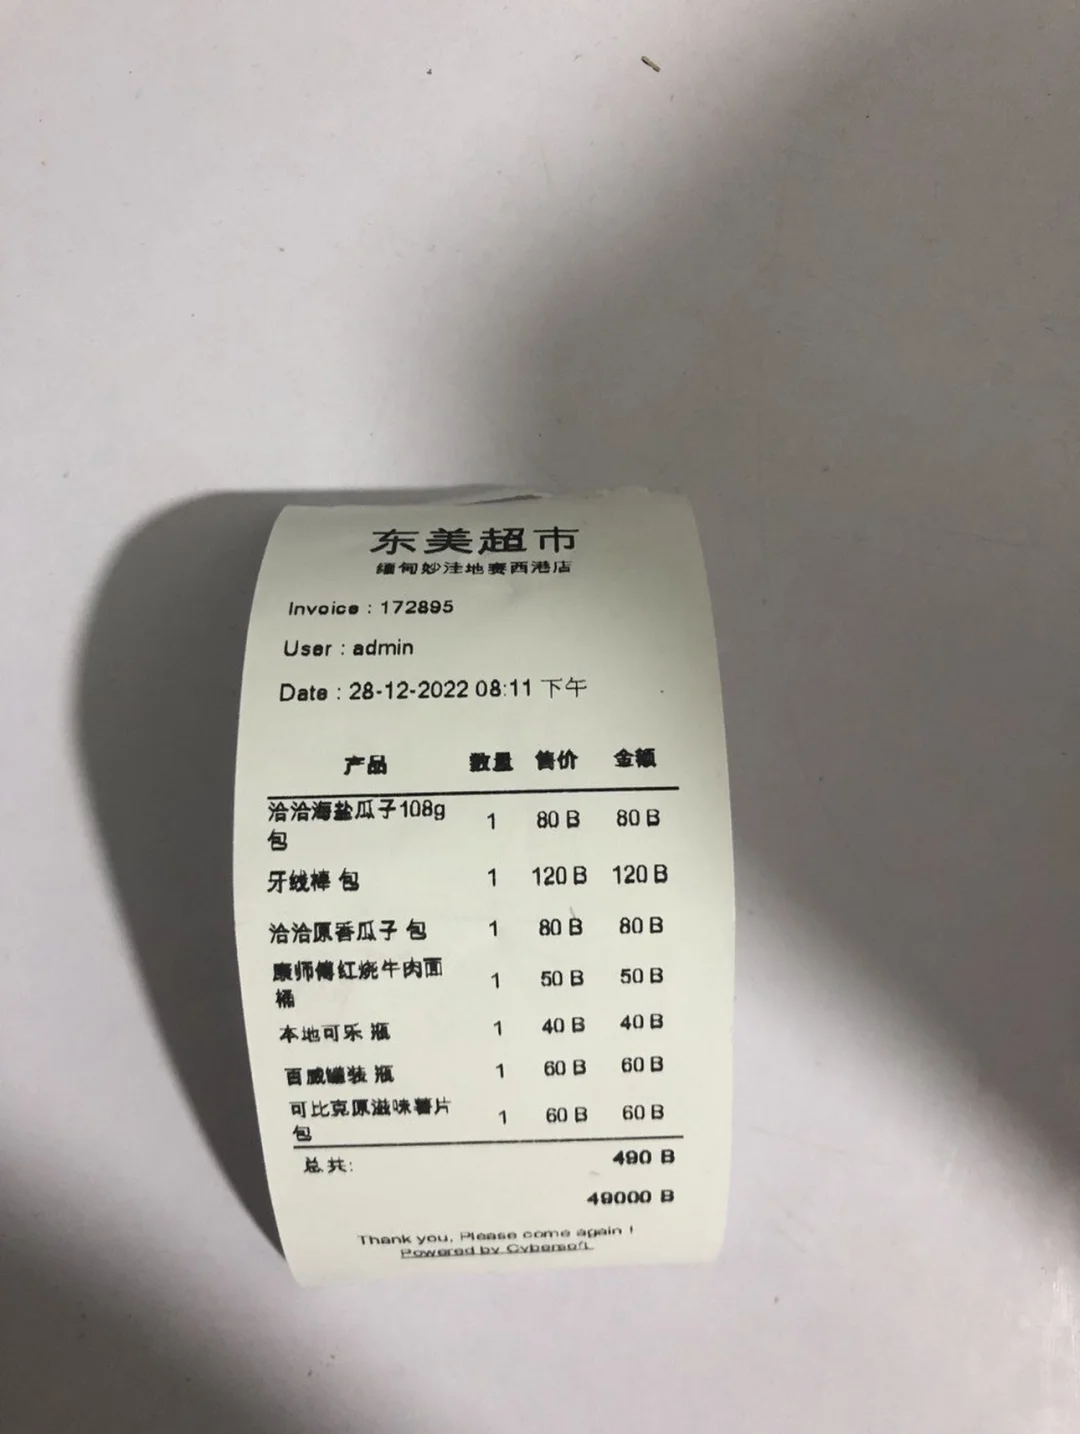 东美超市
缅甸妙洼地赛西港店
Invoice : 172895
User : admin
Date : 28-12-2022 08:11 下午
产品 数量 售价 金额
洽洽海盐瓜子108g 1 80 B 80 B
包
牙线棒 包 1 120 B 120 B
洽洽原香瓜子 包 1 80 B 80 B
康师傅红烧牛肉面 1 50 B 50 B
桶
本地可乐 瓶 1 40 B 40 B
百威罐装 瓶 1 60 B 60 B
可比克原滋味薯片 1 60 B 60 B
包
总共: 490 B
49000 B
Thank you, Please come again !
Powered by Cybersoft